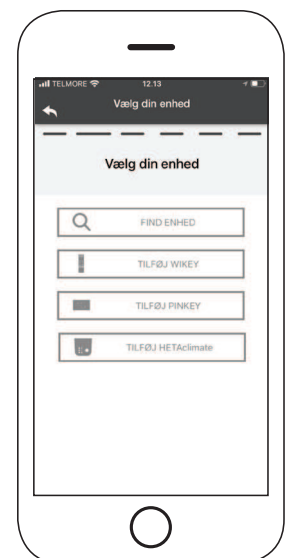 TELMORE 12.13
Vælg din enhed
Vælg din enhed
FIND ENHED
TILFØJ WIKEY
TILFØJ PINKEY
TILFØJ HETAclimate